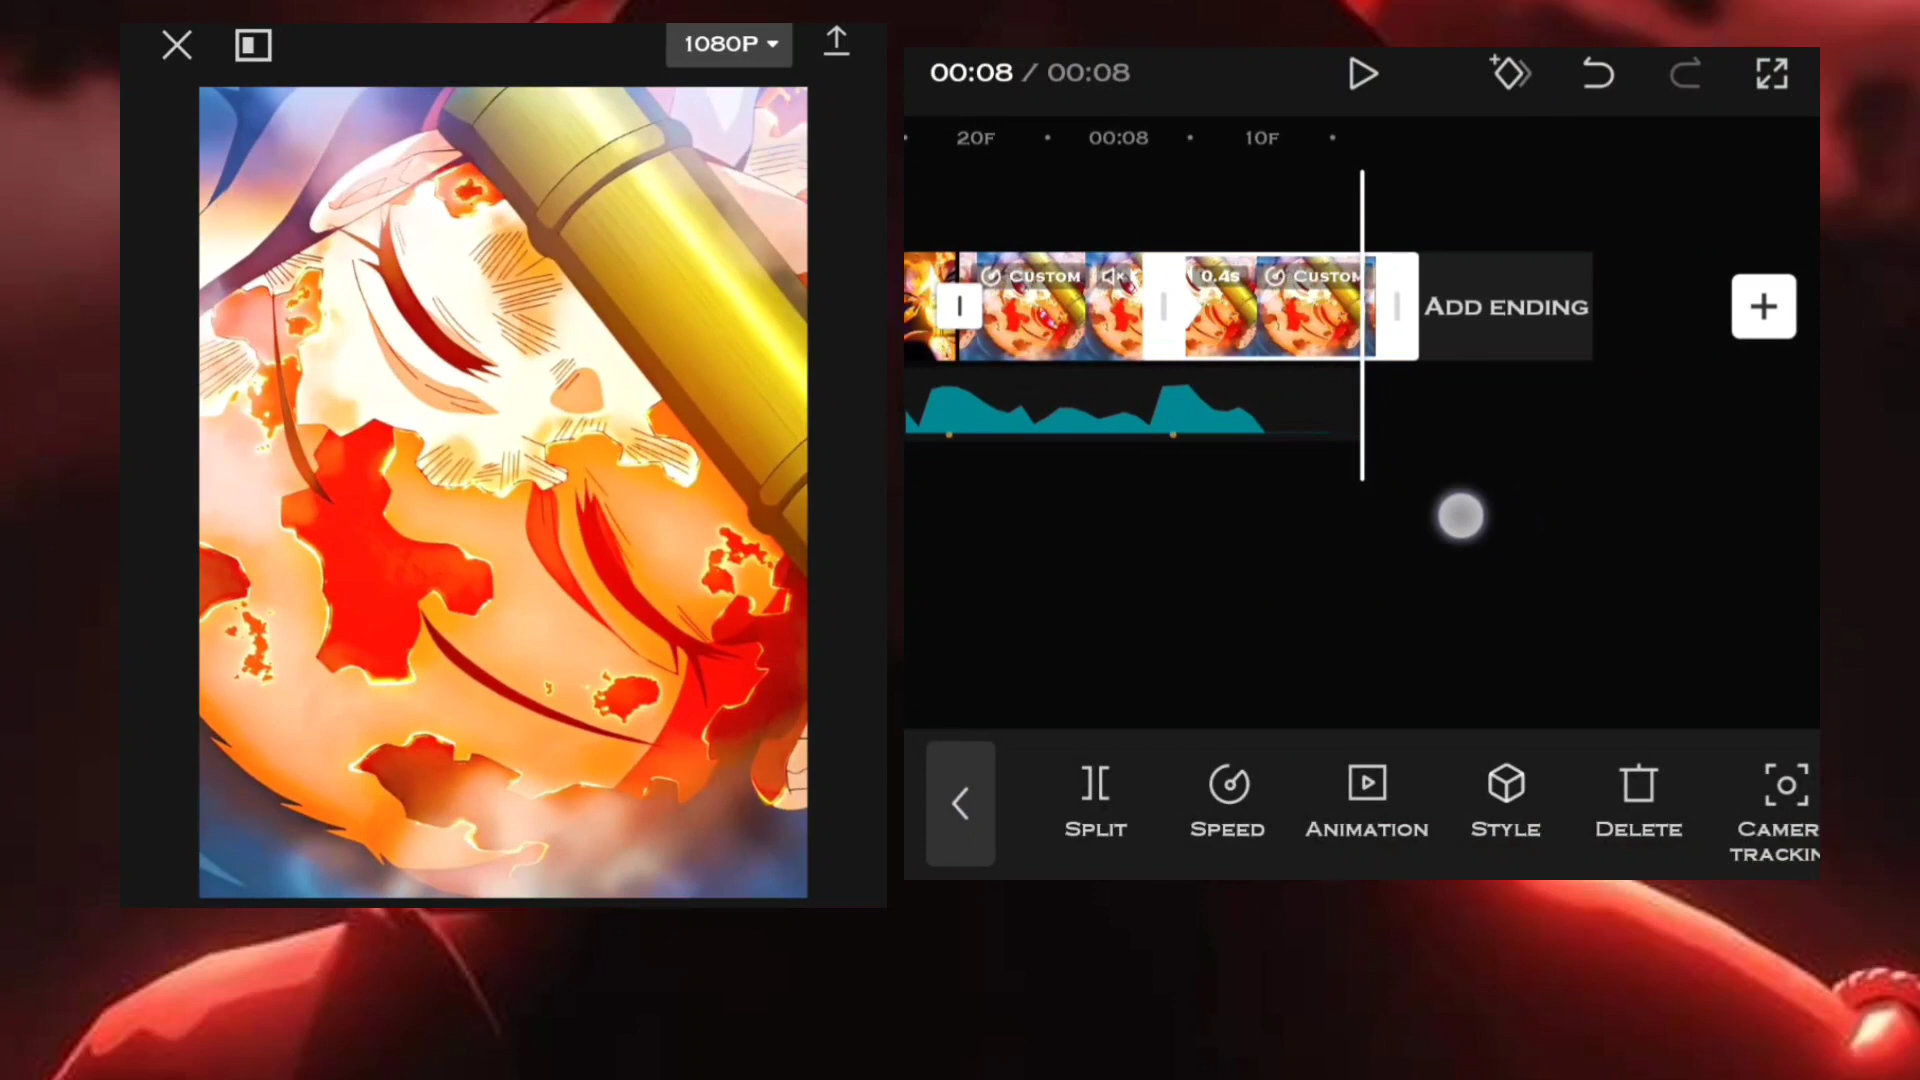 1080P
00:08 / 00:08
20F 00:08 10F
CUSTOM 0.4s CUSTOM
ADD ENDING
SPLIT SPEED ANIMATION STYLE DELETE CAMER
TRACKIN